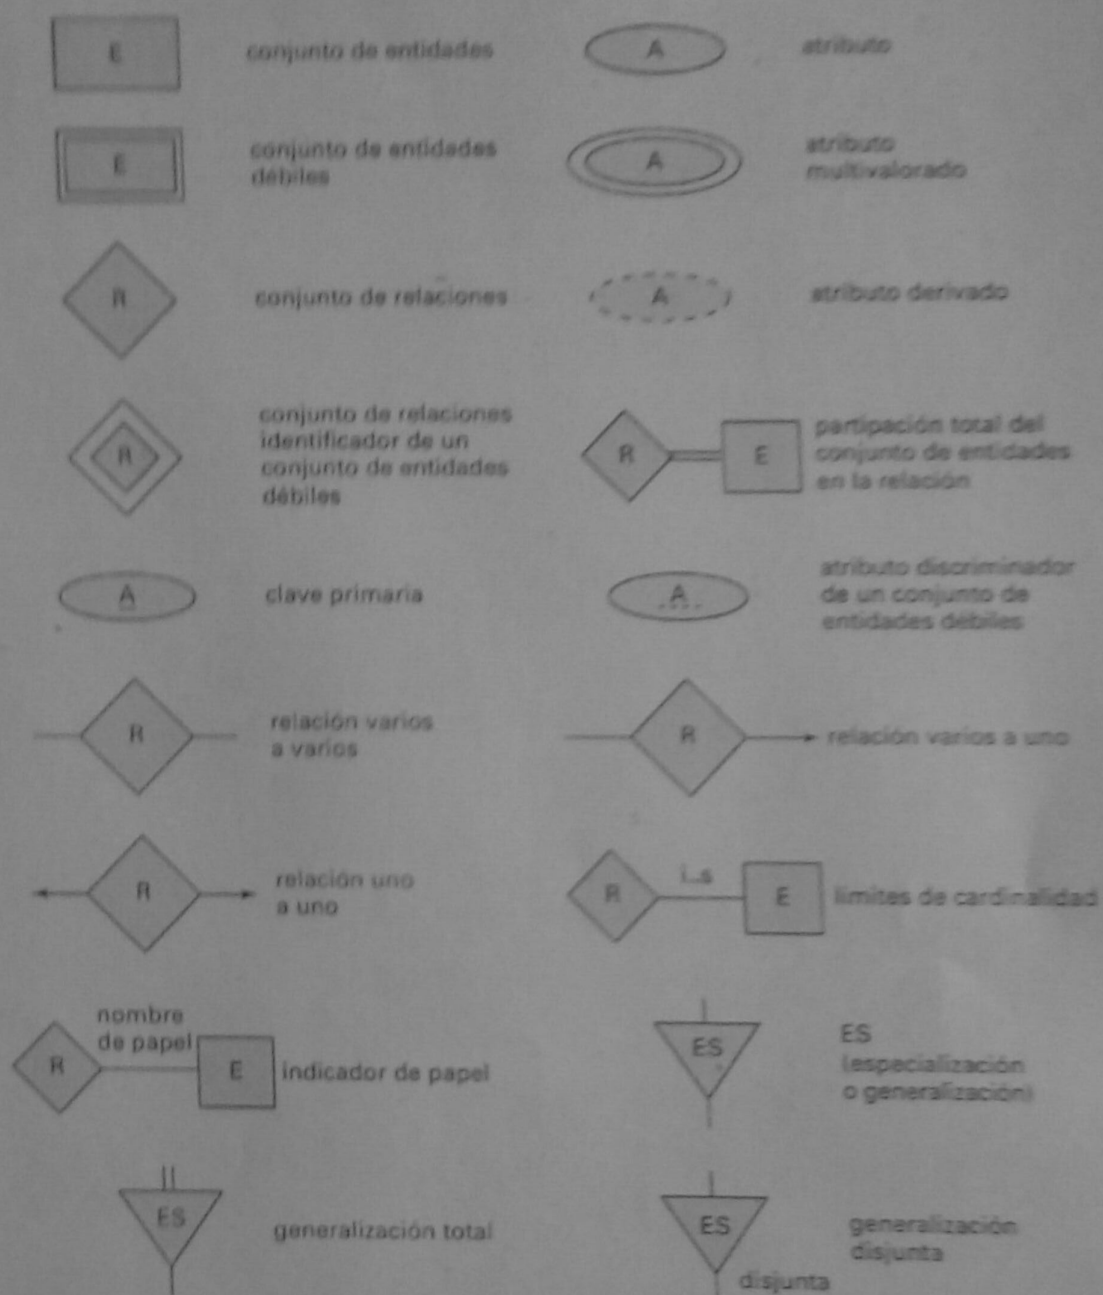 E
conjunto de entidades
A
atributo
E
conjunto de entidades
débiles
A
atributo
multivalorado
R
conjunto de relaciones
A
atributo derivado
R
conjunto de relaciones
identificador de un
conjunto de entidades
débiles
R
E
partipación total del
conjunto de entidades
en la relación
A
clave primaria
A
atributo discriminador
de un conjunto de
entidades débiles
R
relación varios
a varios
R
relación varios a uno
R
relación uno
a uno
R
i..s
E
límites de cardinalidad
R
nombre
de papel
E
indicador de papel
ES
ES
(especialización
o generalización)
ES
generalización total
ES
disjunta
generalización
disjunta